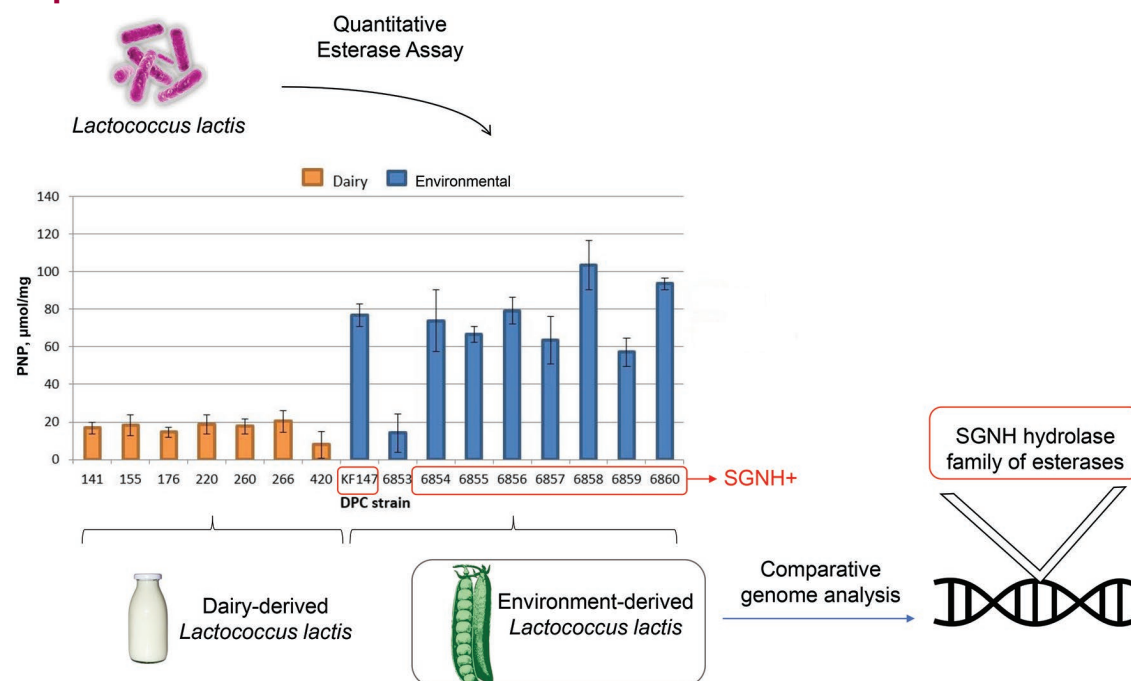 Quantitative
Esterase Assay
Lactococcus lactis
Dairy
Environmental
140
120
100
80
60
40
20
0
PNP, µmol/mg
141 155 176 220 260 266 420 KF147 6853 6854 6855 6856 6857 6858 6859 6860
SGNH+
DPC strain
SGNH hydrolase
family of esterases
Dairy-derived
Lactococcus lactis
Environment-derived
Lactococcus lactis
Comparative
genome analysis